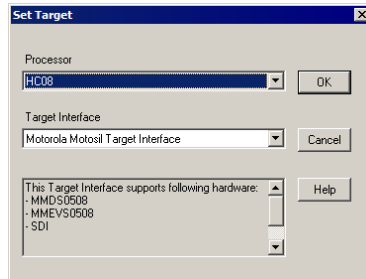 Set Target
Processor
HC08
OK
Target Interface
Motorola Motosil Target Interface
Cancel
This Target Interface supports following hardware:
- MMDS0508
- MMEVS0508
- SDI
Help